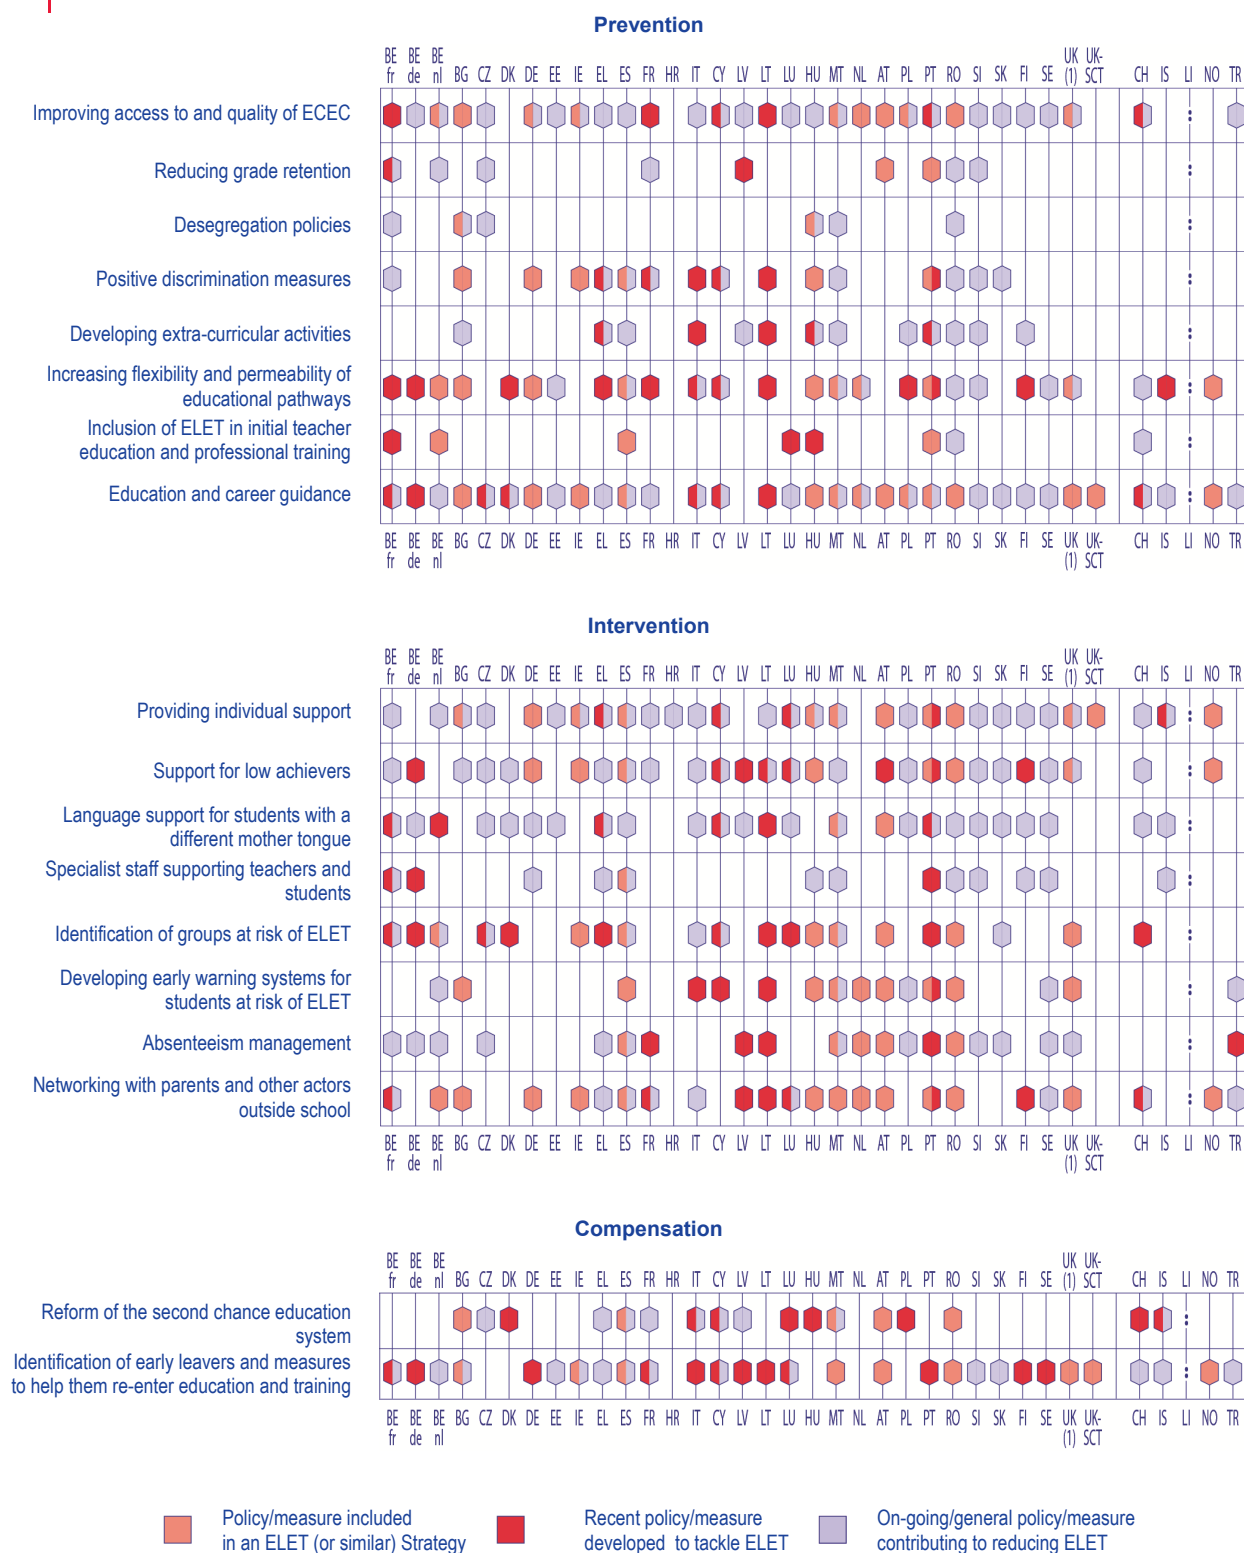 Prevention
BE BE BE UK UK-
fr de nl BG CZ DK DE EE IE EL ES FR HR IT CY LV LT LU HU MT NL AT PL PT RO SI SK FI SE (1) SCT CH IS LI NO TR
Improving access to and quality of ECEC
Reducing grade retention
Desegregation policies
Positive discrimination measures
Developing extra-curricular activities
Increasing flexibility and permeability of
educational pathways
Inclusion of ELET in initial teacher
education and professional training
Education and career guidance
BE BE BE BG CZ DK DE EE IE EL ES FR HR IT CY LV LT LU HU MT NL AT PL PT RO SI SK FI SE UK UK- CH IS LI NO TR
fr de nl (1) SCT
Intervention
BE BE BE UK UK-
fr de nl BG CZ DK DE EE IE EL ES FR HR IT CY LV LT LU HU MT NL AT PL PT RO SI SK FI SE (1) SCT CH IS LI NO TR
Providing individual support
Support for low achievers
Language support for students with a
different mother tongue
Specialist staff supporting teachers and
students
Identification of groups at risk of ELET
Developing early warning systems for
students at risk of ELET
Absenteeism management
Networking with parents and other actors
outside school
BE BE BE BG CZ DK DE EE IE EL ES FR HR IT CY LV LT LU HU MT NL AT PL PT RO SI SK FI SE UK UK- CH IS LI NO TR
fr de nl (1) SCT
Compensation
BE BE BE UK UK-
fr de nl BG CZ DK DE EE IE EL ES FR HR IT CY LV LT LU HU MT NL AT PL PT RO SI SK FI SE (1) SCT CH IS LI NO TR
Reform of the second chance education
system
Identification of early leavers and measures
to help them re-enter education and training
BE BE BE BG CZ DK DE EE IE EL ES FR HR IT CY LV LT LU HU MT NL AT PL PT RO SI SK FI SE UK UK- CH IS LI NO TR
fr de nl (1) SCT
Policy/measure included
in an ELET (or similar) Strategy
Recent policy/measure
developed to tackle ELET
On-going/general policy/measure
contributing to reducing ELET